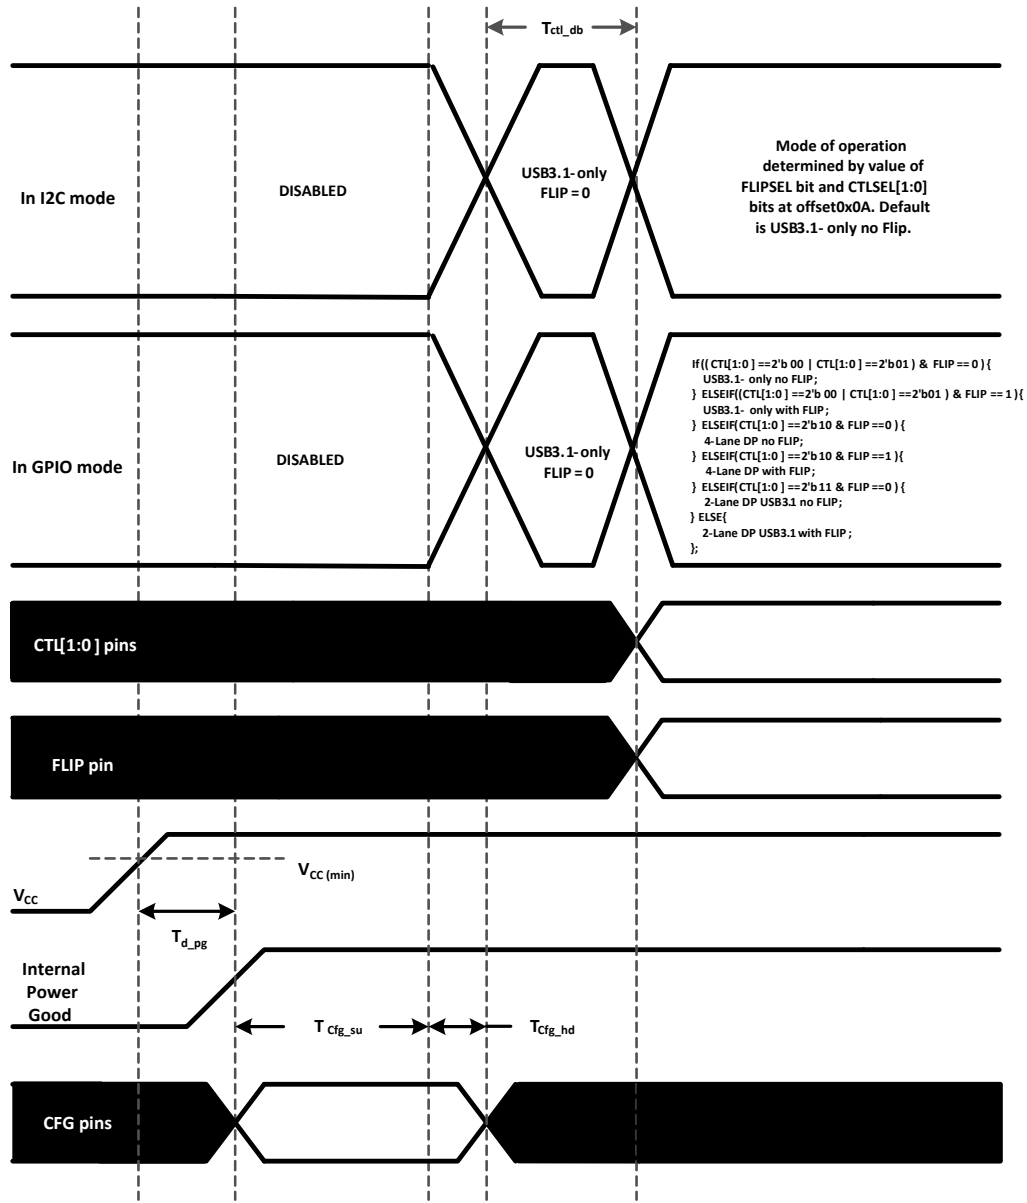 Tctl_db
In I2C mode
DISABLED
USB3.1-only
FLIP = 0
Mode of operation
determined by value of
FLIPSEL bit and CTLSEL[1:0]
bits at offset0x0A. Default
is USB3.1- only no Flip.
In GPIO mode
DISABLED
USB3.1-only
FLIP = 0
If(( CTL[1:0 ] ==2'b 00 | CTL[1:0 ] ==2'b01 ) & FLIP == 0 ) {
USB3.1- only no FLIP;
} ELSEIF((CTL[1:0 ] ==2'b 00 | CTL[1:0 ] ==2'b01 ) & FLIP == 1 ){
USB3.1- only with FLIP;
} ELSEIF(CTL[1:0 ] ==2'b 10 & FLIP ==0 ) {
4-Lane DP no FLIP;
} ELSEIF(CTL[1:0 ] ==2'b 10 & FLIP ==1 ){
4-Lane DP with FLIP;
} ELSEIF(CTL[1:0 ] ==2'b 11 & FLIP ==0 ) {
2-Lane DP USB3.1 no FLIP;
} ELSE{
2-Lane DP USB3.1 with FLIP ;
};
CTL[1:0 ] pins
FLIP pin
VCC (min)
VCC
Td_pg
Internal
Power
Good
T Cfg_su
TCfg_hd
CFG pins